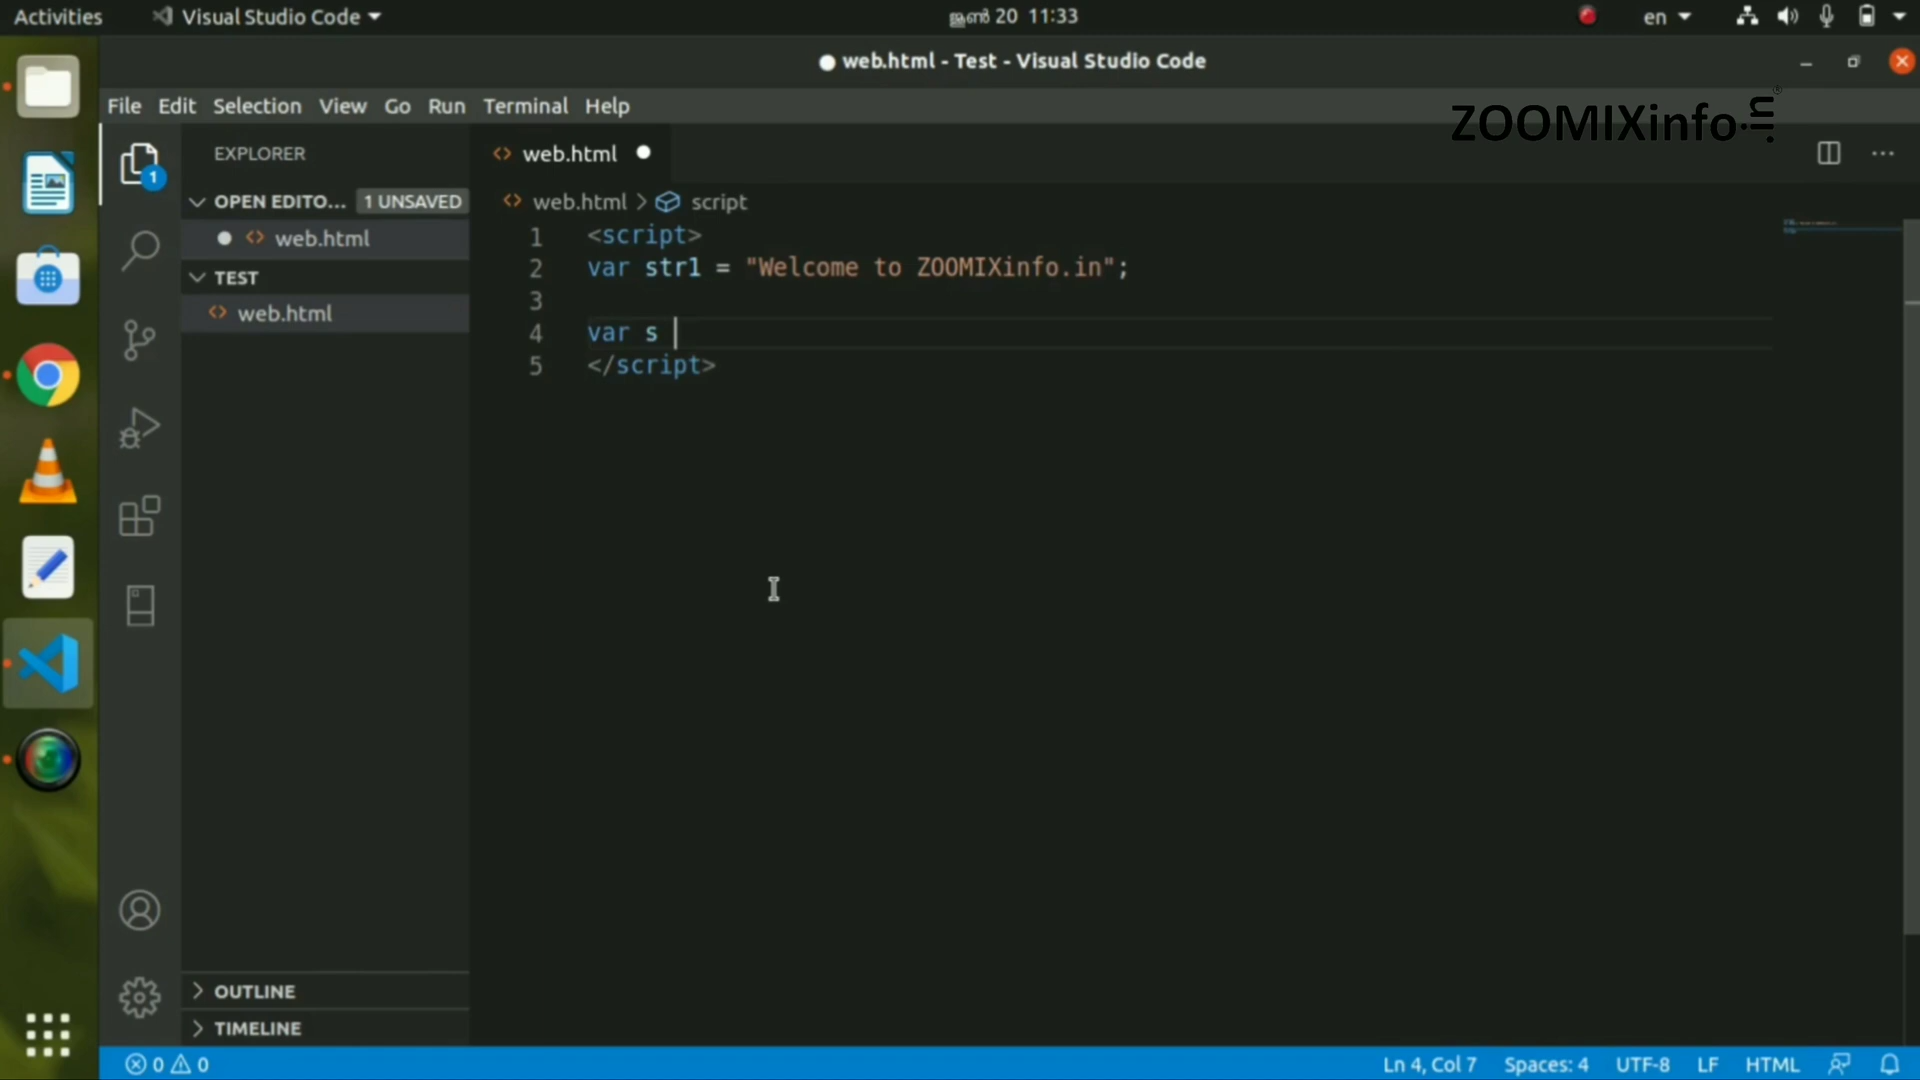 Activities
Visual Studio Code
ജൂൺ 20 11:33
en
web.html - Test - Visual Studio Code
File Edit Selection View Go Run Terminal Help
ZOOMIXinfo.in®
EXPLORER
web.html
OPEN EDITO... 1 UNSAVED
web.html > script
web.html
TEST
web.html
1
1 <script>
2 var str1 = "Welcome to ZOOMIXinfo.in";
3
4 var s
5 </script>
OUTLINE
TIMELINE
0 0
Ln 4, Col 7 Spaces: 4 UTF-8 LF HTML